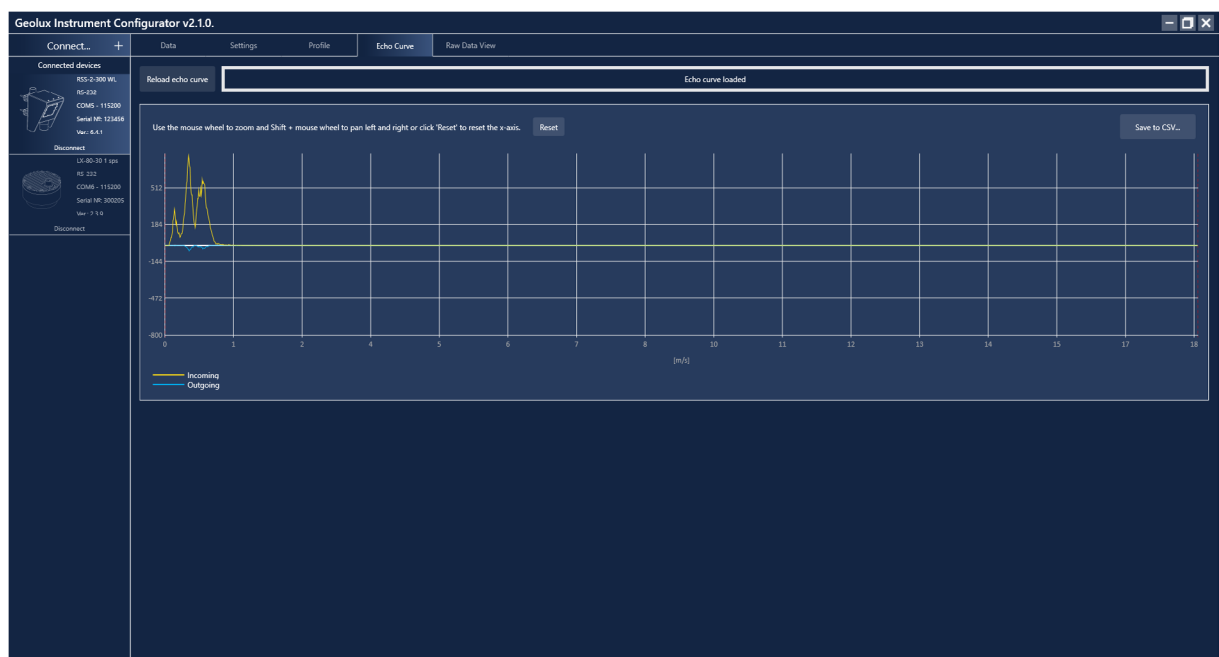 Geolux Instrument Configurator v2.1.0.
Connect... +
Data Settings Profile Echo Curve Raw Data View
Connected devices
RSS-2-300 WL
RS-232
COM5 - 115200
Serial Nº: 123456
Ver.: 6.4.1
Disconnect
LX-80-30 1 sps
RS-232
COM6 - 115200
Serial Nº: 300205
Ver.: 2.3.9
Disconnect
Reload echo curve
Echo curve loaded
Use the mouse wheel to zoom and Shift + mouse wheel to pan left and right or click 'Reset' to reset the x-axis.
Reset
Save to CSV...
512
184
-144
-472
-800
0 1 2 4 5 6 7 8 10 11 12 13 14 15 17 18
[m/s]
Incoming
Outgoing